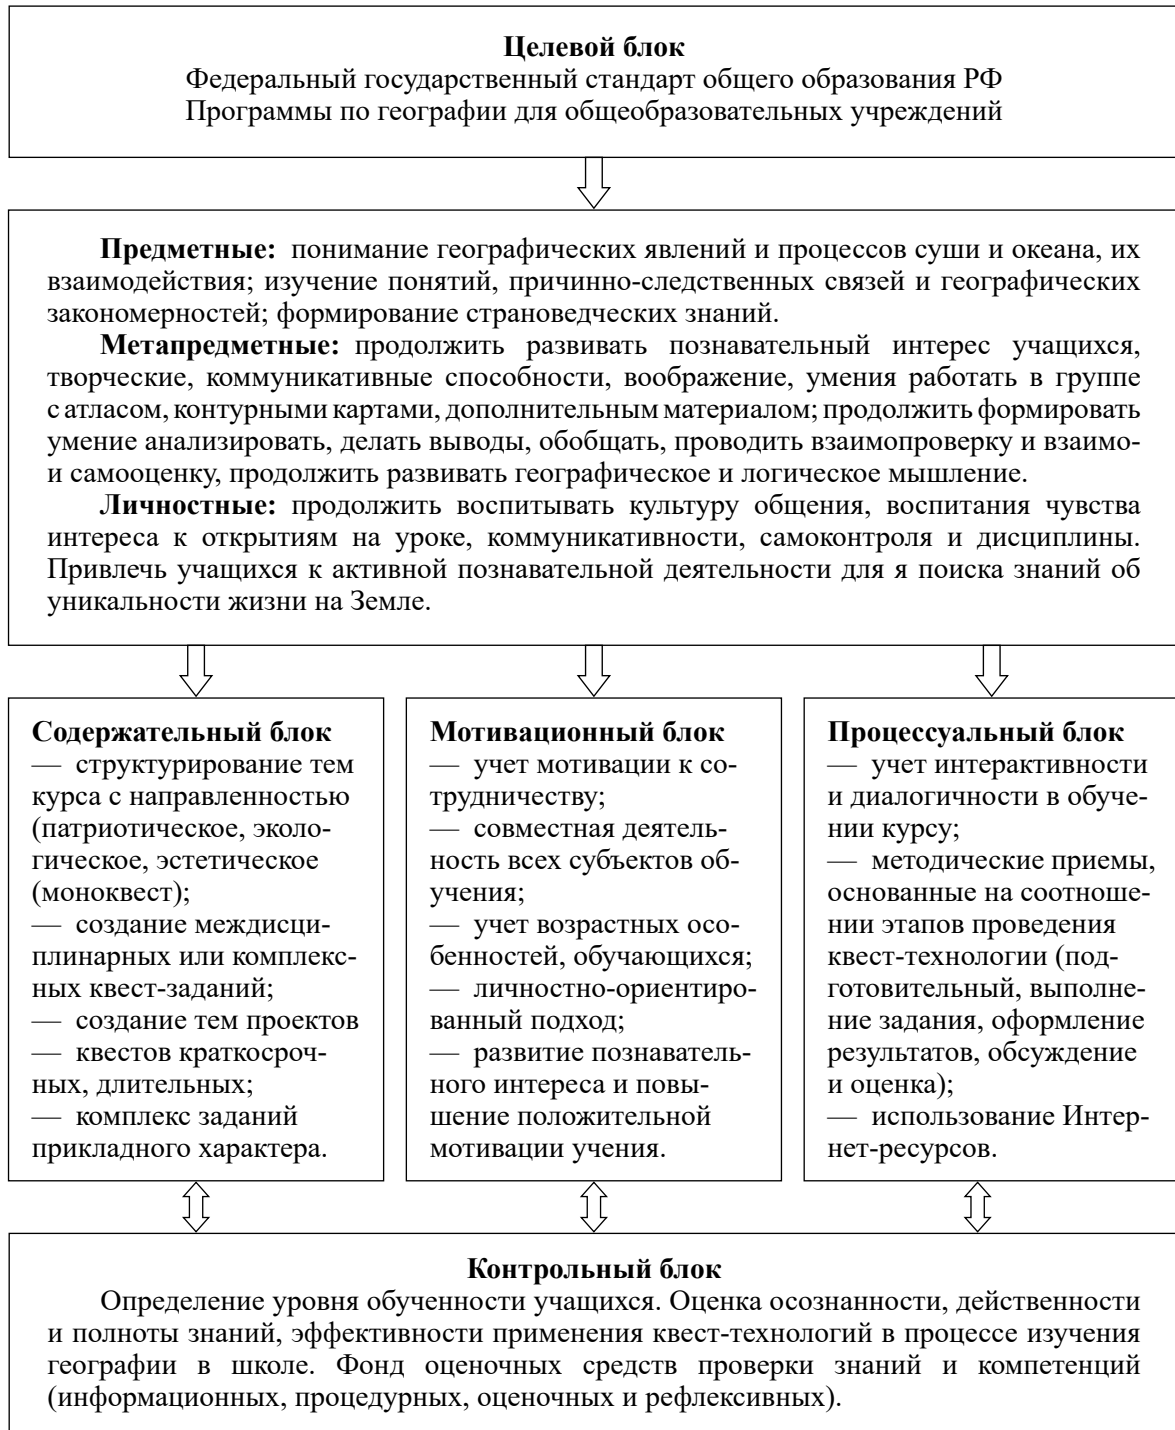 Целевой блок
Федеральный государственный стандарт общего образования РФ
Программы по географии для общеобразовательных учреждений
Предметные: понимание географических явлений и процессов суши и океана, их
взаимодействия; изучение понятий, причинно-следственных связей и географических
закономерностей; формирование страноведческих знаний.
Метапредметные: продолжить развивать познавательный интерес учащихся,
творческие, коммуникативные способности, воображение, умения работать в группе
с атласом, контурными картами, дополнительным материалом; продолжить формировать
умение анализировать, делать выводы, обобщать, проводить взаимопроверку и взаимо-
и самооценку, продолжить развивать географическое и логическое мышление.
Личностные: продолжить воспитывать культуру общения, воспитания чувства
интереса к открытиям на уроке, коммуникативности, самоконтроля и дисциплины.
Привлечь учащихся к активной познавательной деятельности для я поиска знаний об
уникальности жизни на Земле.
Содержательный блок
— структурирование тем
курса с направленностью
(патриотическое, эколо-
гическое, эстетическое
(моноквест);
— создание междисци-
плинарных или комплекс-
ных квест-заданий;
— создание тем проектов
— квестов краткосроч-
ных, длительных;
— комплекс заданий
прикладного характера.
Мотивационный блок
— учет мотивации к со-
трудничеству;
— совместная деятель-
ность всех субъектов об-
учения;
— учет возрастных осо-
бенностей, обучающихся;
— личностно-ориентиро-
ванный подход;
— развитие познаватель-
ного интереса и повы-
шение положительной
мотивации учения.
Процессуальный блок
— учет интерактивности
и диалогичности в обуче-
нии курсу;
— методические приемы,
основанные на соотноше-
нии этапов проведения
квест-технологии (под-
готовительный, выполне-
ние задания, оформление
результатов, обсуждение
и оценка);
— использование Интер-
нет-ресурсов.
Контрольный блок
Определение уровня обученности учащихся. Оценка осознанности, действенности
и полноты знаний, эффективности применения квест-технологий в процессе изучения
географии в школе. Фонд оценочных средств проверки знаний и компетенций
(информационных, процедурных, оценочных и рефлексивных).